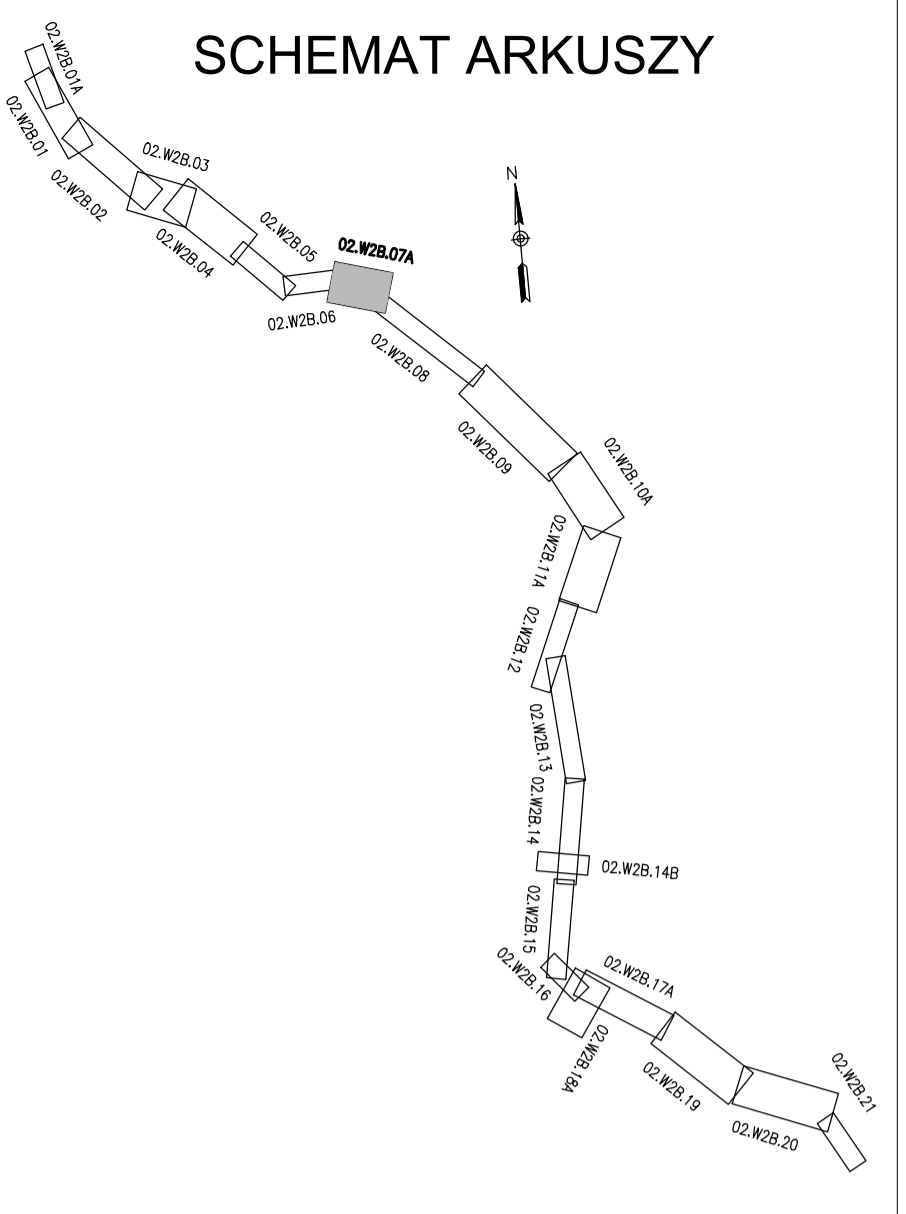 SCHEMAT ARKUSZY
02.W2B.01A
02.W2B.01
02.W2B.02
02.W2B.03
02.W2B.04
02.W2B.05
02.W2B.06
02.W2B.07A
N
02.W2B.08
02.W2B.09
02.W2B.10A
02.W2B.11A
02.W2B.12
02.W2B.13
02.W2B.14
02.W2B.14B
02.W2B.15
02.W2B.16
02.W2B.17A
02.W2B.18A
02.W2B.19
02.W2B.20
02.W2B.21